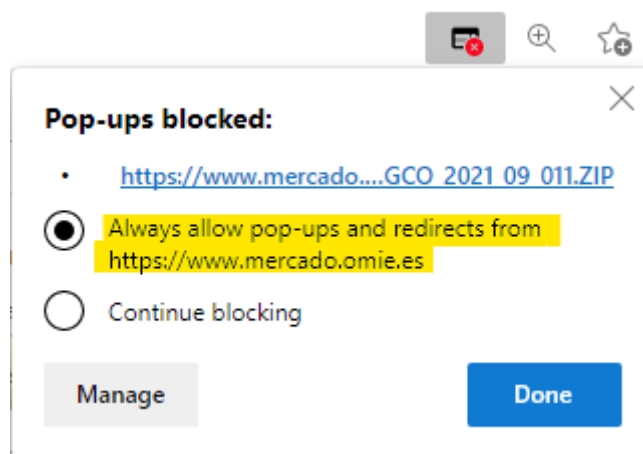 Pop-ups blocked:
• https://www.mercado....GCO_2021_09_011.ZIP
Always allow pop-ups and redirects from
https://www.mercado.omie.es
Continue blocking
Manage
Done